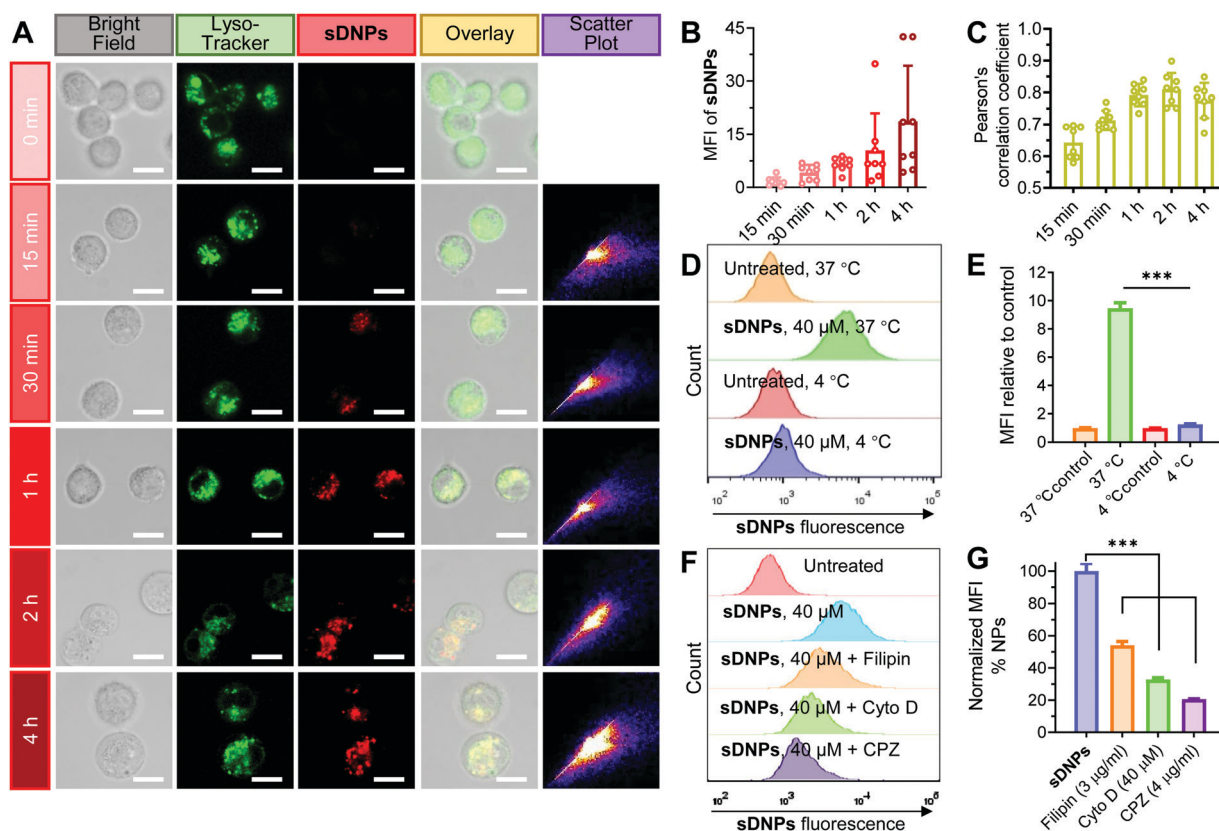 A
Bright
Field
Lyso-
Tracker
sDNPs
Overlay
Scatter
Plot
0 min
15 min
30 min
1 h
2 h
4 h
B
MFI of sDNPs
45
30
15
0
15 min
30 miin
1 h
2 h
4 h
C
Pearson's
correlation coefficient
1.0
0.9
0.8
0.7
0.6
0.5
15 min
30 miin
1 h
2 h
4 h
D
Count
Untreated, 37 °C
sDNPs, 40 µM, 37 °C
Untreated, 4 °C
sDNPs, 40 µM, 4 °C
10² 10³ 10⁴ 10⁵
sDNPs fluorescence
E
MFI relative to control
12
10
8
6
4
2
0
***
37 °C control
37 °C
4 °C control
4 °C
F
Count
Untreated
sDNPs, 40 µM
sDNPs, 40 µM + Filipin
sDNPs, 40 µM + Cyto D
sDNPs, 40 µM + CPZ
10² 10³ 10⁴ 10⁶
sDNPs fluorescence
G
Normalized MFI
% NPs
100
80
60
40
20
0
***
sDNPs
Filipin (3 µg/ml)
Cyto D (40 µM)
CPZ (4 µg/ml)